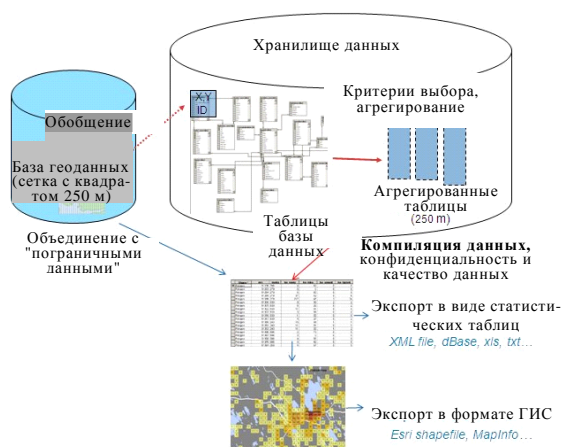 Хранилище данных
X-Y
ID
Критерии выбора,
агрегирование
Обобщение
База геоданных
(сетка с квадра-
том 250 м)
Агрегированные
таблицы
(250 m)
Таблицы
базы
данных
Объединение с
"пограничными
данными"
Компиляция данных,
конфиденциальность и
качество данных
Экспорт в виде статисти-
ческих таблиц
XML file, dBase, xls, txt…
Экспорт в формате ГИС
Esri shapefile, MapInfo…